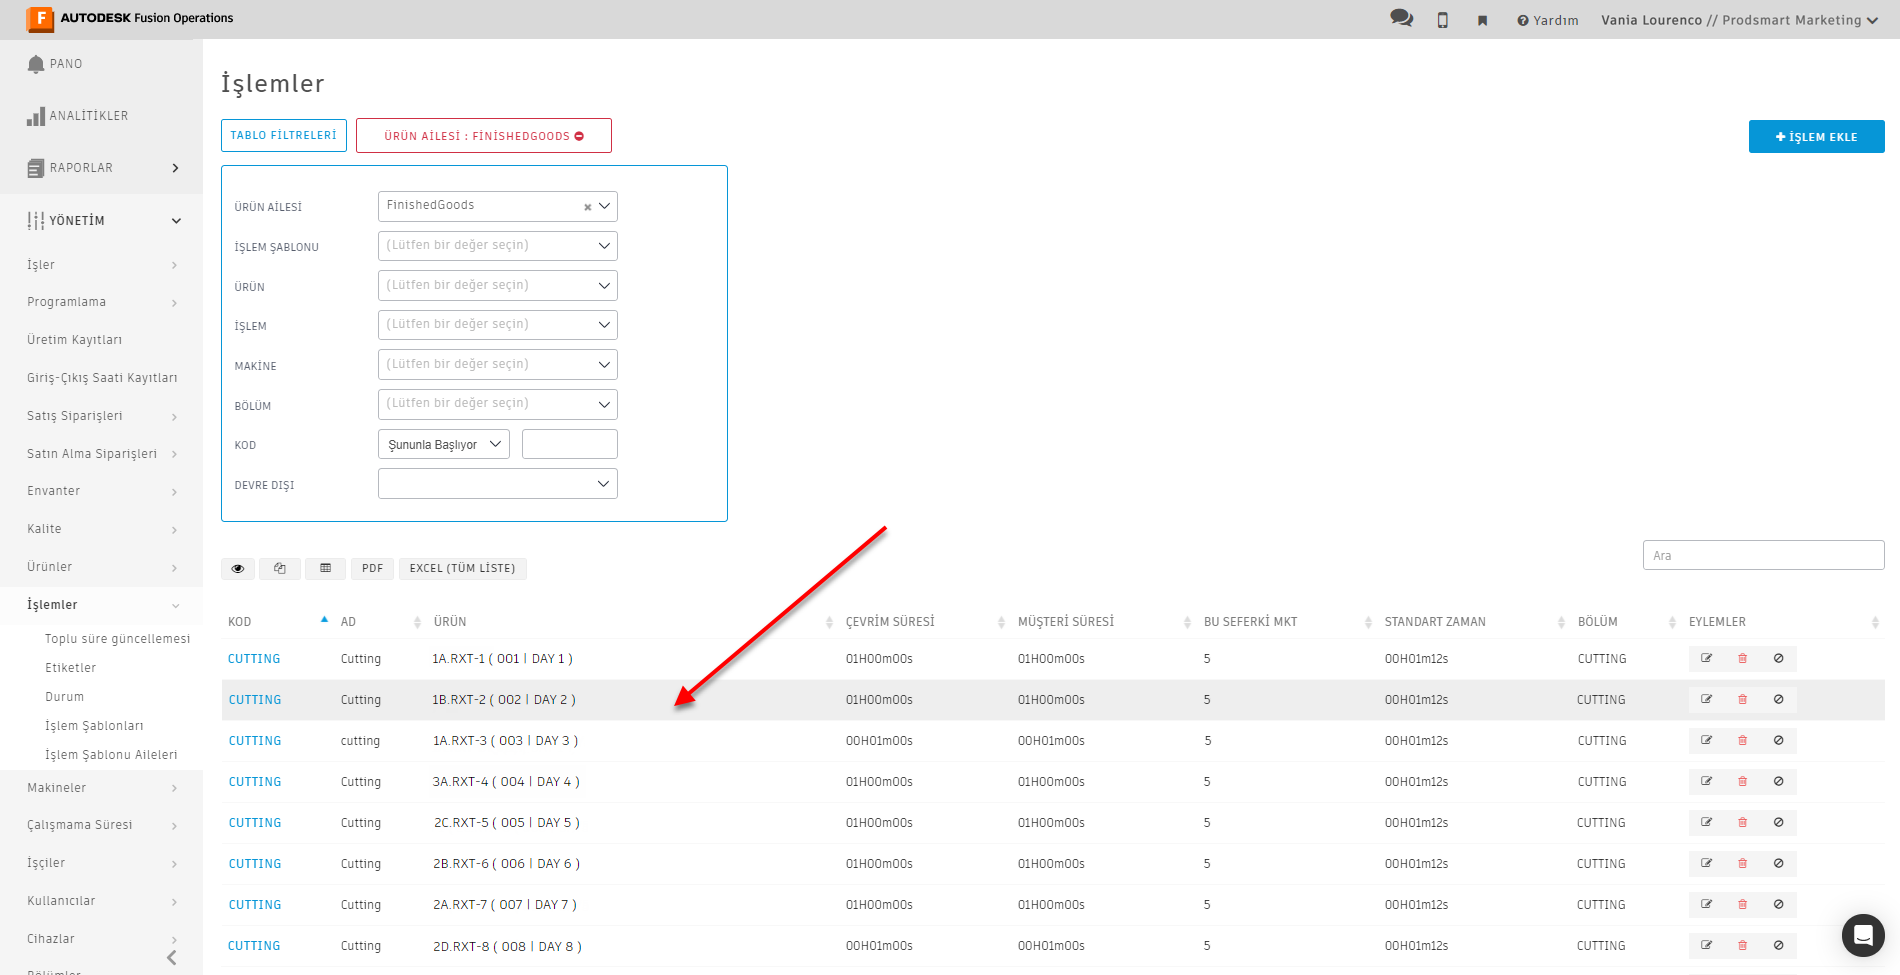 F AUTODESK Fusion Operations
Yardım
Vania Lourenco // Prodsmart Marketing
PANO
ANALİTİKLER
RAPORLAR
YÖNETİM
İşler
Programlama
Üretim Kayıtları
Giriş-Çıkış Saati Kayıtları
Satış Siparişleri
Satın Alma Siparişleri
Envanter
Kalite
Ürünler
İşlemler
Toplu süre güncellemesi
Etiketler
Durum
İşlem Şablonları
İşlem Şablonu Aileleri
Makineler
Çalışmama Süresi
İşçiler
Kullanıcılar
Cihazlar
Bölümler
İşlemler
TABLO FİLTRELERİ
ÜRÜN AİLESİ : FİNİSHEDGOODS
+ İŞLEM EKLE
ÜRÜN AİLESİ FinishedGoods
İŞLEM ŞABLONU (Lütfen bir değer seçin)
ÜRÜN (Lütfen bir değer seçin)
İŞLEM (Lütfen bir değer seçin)
MAKİNE (Lütfen bir değer seçin)
BÖLÜM (Lütfen bir değer seçin)
KOD Şununla Başlıyor
DEVRE DIŞI
PDF EXCEL (TÜM LİSTE)
Ara
KOD AD ÜRÜN ÇEVRİM SÜRESİ MÜŞTERİ SÜRESİ BU SEFERKİ MKT STANDART ZAMAN BÖLÜM EYLEMLER
CUTTING Cutting 1A.RXT-1 ( 001 | DAY 1 ) 01H00m00s 01H00m00s 5 00H01m12s CUTTING
CUTTING Cutting 1B.RXT-2 ( 002 | DAY 2 ) 01H00m00s 01H00m00s 5 00H01m12s CUTTING
CUTTING cutting 1A.RXT-3 ( 003 | DAY 3 ) 00H01m00s 00H01m00s 5 00H01m12s CUTTING
CUTTING Cutting 3A.RXT-4 ( 004 | DAY 4 ) 01H00m00s 01H00m00s 5 00H01m12s CUTTING
CUTTING Cutting 2C.RXT-5 ( 005 | DAY 5 ) 01H00m00s 01H00m00s 5 00H01m12s CUTTING
CUTTING Cutting 2B.RXT-6 ( 006 | DAY 6 ) 01H00m00s 01H00m00s 5 00H01m12s CUTTING
CUTTING Cutting 2A.RXT-7 ( 007 | DAY 7 ) 01H00m00s 01H00m00s 5 00H01m12s CUTTING
CUTTING Cutting 2D.RXT-8 ( 008 | DAY 8 ) 00H01m00s 00H01m00s 5 00H01m12s CUTTING